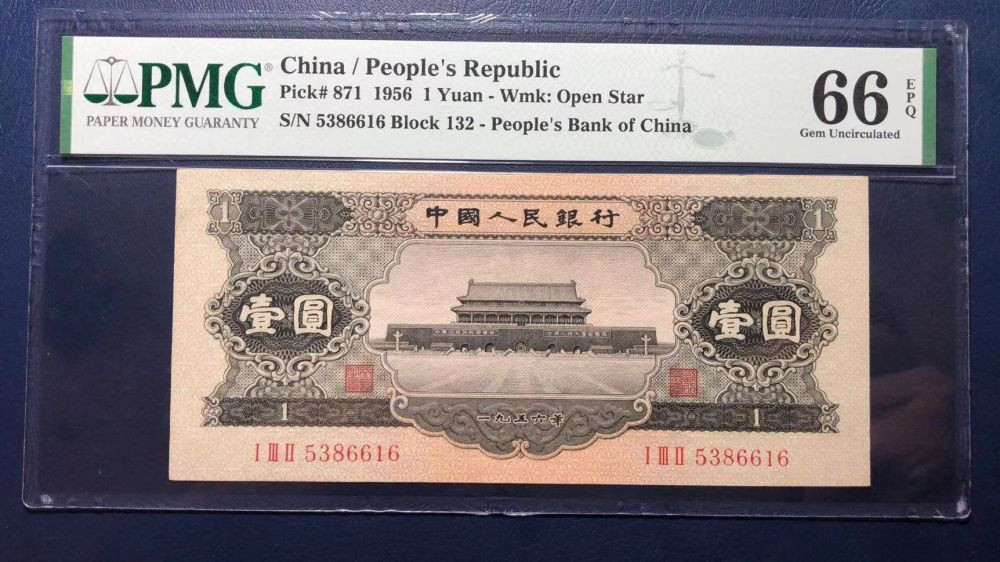 PMG®
PAPER MONEY GUARANTY
China / People's Republic
Pick# 871 1956 1 Yuan - Wmk: Open Star
S/N 5386616 Block 132 - People's Bank of China
66 EPQ
Gem Uncirculated
1 中國人民銀行 1
壹圓 壹圓
一九五六年
1 1
I III II 5386616 I III II 5386616